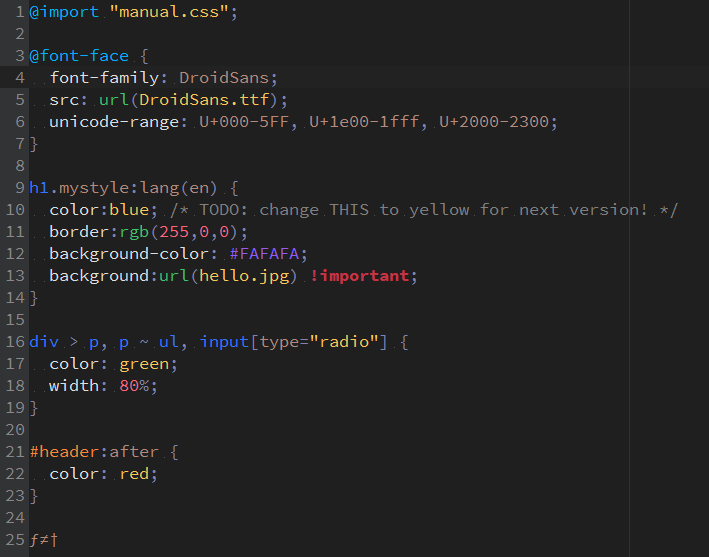 1 @import "manual.css";
2
3 @font-face {
4   font-family: DroidSans;
5   src: url(DroidSans.ttf);
6   unicode-range: U+000-5FF, U+1e00-1fff, U+2000-2300;
7 }
8
9 h1.mystyle:lang(en) {
10   color:blue; /* TODO: change THIS to yellow for next version! */
11   border:rgb(255,0,0);
12   background-color: #FAFAFA;
13   background:url(hello.jpg) !important;
14 }
15
16 div > p, p ~ ul, input[type="radio"] {
17   color: green;
18   width: 80%;
19 }
20
21 #header:after {
22   color: red;
23 }
24
25 ƒ≠†